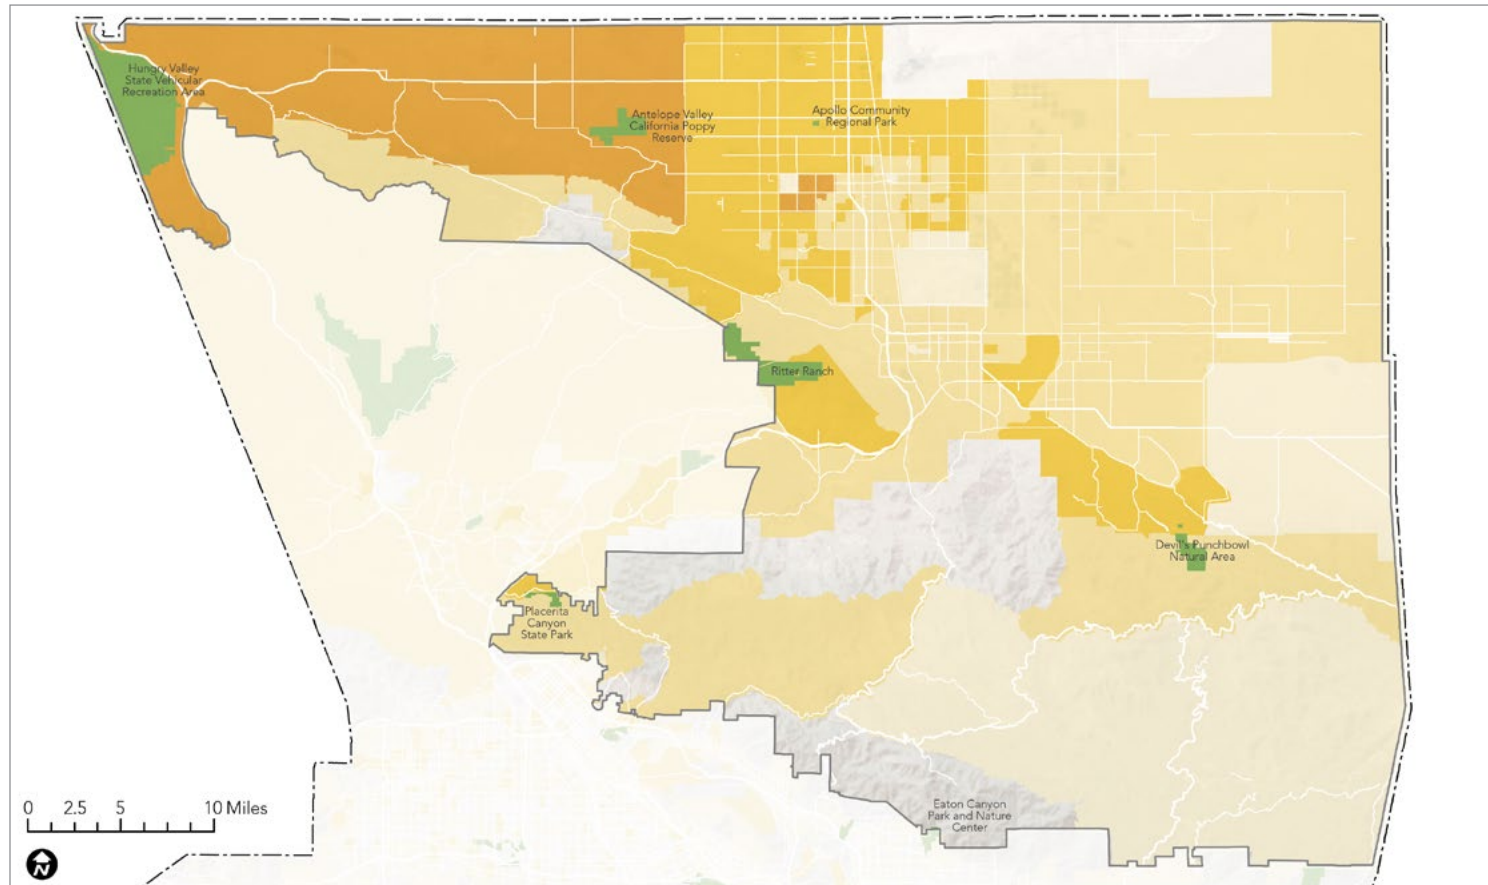 Hungry Valley
State Vehicular
Recreation Area
Antelope Valley
California Poppy
Reserve
Apollo Community
Regional Park
Ritter Ranch
Devil's Punchbowl
Natural Area
Placerita
Canyon
State Park
Eaton Canyon
Park and Nature
Center
0 2.5 5 10 Miles
N